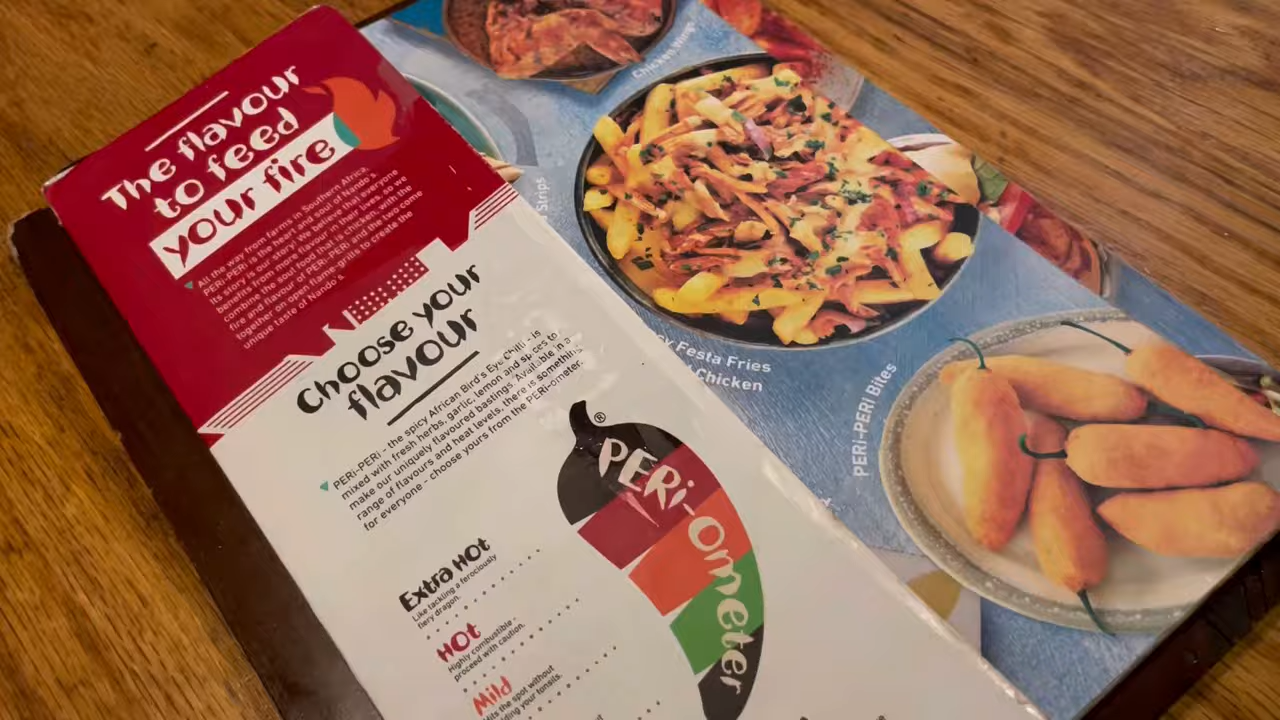 The flavour
to feed
your fire
All the way from farms in Southern Africa,
PERi-PERi is the heart and soul of Nando's,
its story is our story! We believe that everyone
benefits from more flavour in their lives, so we
combine the soul food that is chicken, with the
fire and flavour of PERi-PERi and the two come
together on open flame-grills to create the
unique taste of Nando's
Choose your
flavour
PERi-PERi - the spicy African Bird's Eye Chilli - is
mixed with fresh herbs, garlic, lemon and spices to
make our uniquely flavoured bastings. Available in a
range of flavours and heat levels, there is something
for everyone - choose yours from the PERi-ometer.
PERi-ometer
®
Extra HOt
Like tackling a ferociously
fiery dragon.
HOt
Highly combustible -
proceed with caution.
Mild
Hits the spot without
your tonsils.
Chicken Wings
Strips
Festa Fries
Chicken
PERi-PERi Bites